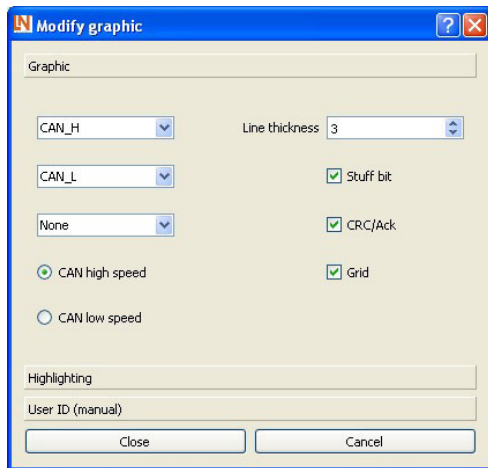 LN Modify graphic
Graphic
CAN_H Line thickness 3
CAN_L Stuff bit
None CRC/Ack
CAN high speed Grid
CAN low speed
Highlighting
User ID (manual)
Close Cancel